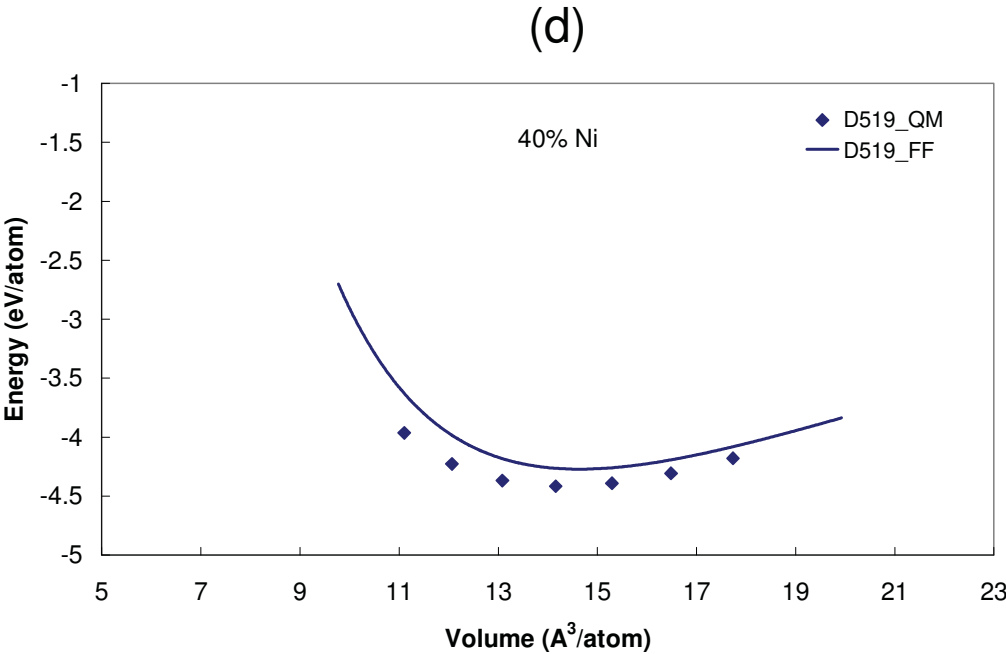 (d)
40% Ni
D519_QM
D519_FF
-1
-1.5
-2
-2.5
-3
-3.5
-4
-4.5
-5
Energy (eV/atom)
5 7 9 11 13 15 17 19 21 23
Volume (A³/atom)